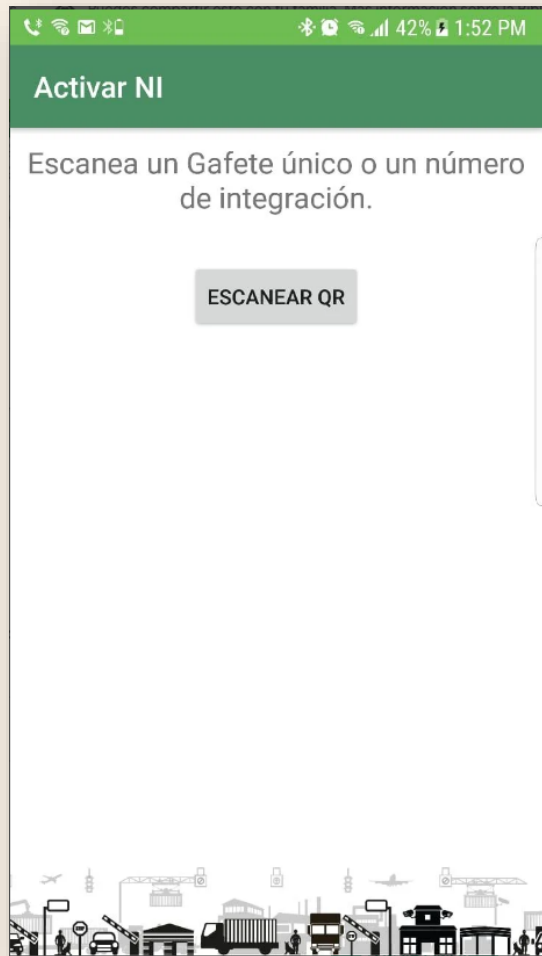 42% 1:52 PM
Activar NI
Escanea un Gafete único o un número
de integración.
ESCANEAR QR